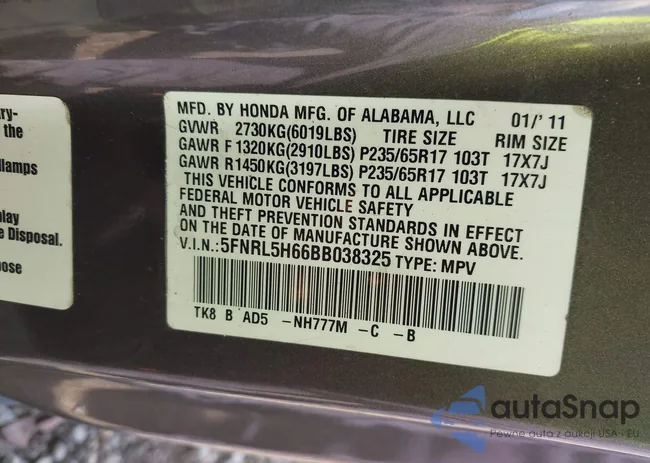 ry-
the
lamps
play
e Disposal.
ose
MFD. BY HONDA MFG. OF ALABAMA, LLC 01/'11
GVWR 2730KG(6019LBS) TIRE SIZE RIM SIZE
GAWR F 1320KG(2910LBS) P235/65R17 103T 17X7J
GAWR R1450KG(3197LBS) P235/65R17 103T 17X7J
THIS VEHICLE CONFORMS TO ALL APPLICABLE
FEDERAL MOTOR VEHICLE SAFETY
AND THEFT PREVENTION STANDARDS IN EFFECT
ON THE DATE OF MANUFACTURE SHOWN ABOVE.
V.I.N.:5FNRL5H66BB038325 TYPE: MPV
TK8 B AD5 -NH777M -C -B
autaSnap
Pewne auta z aukcji USA - EU